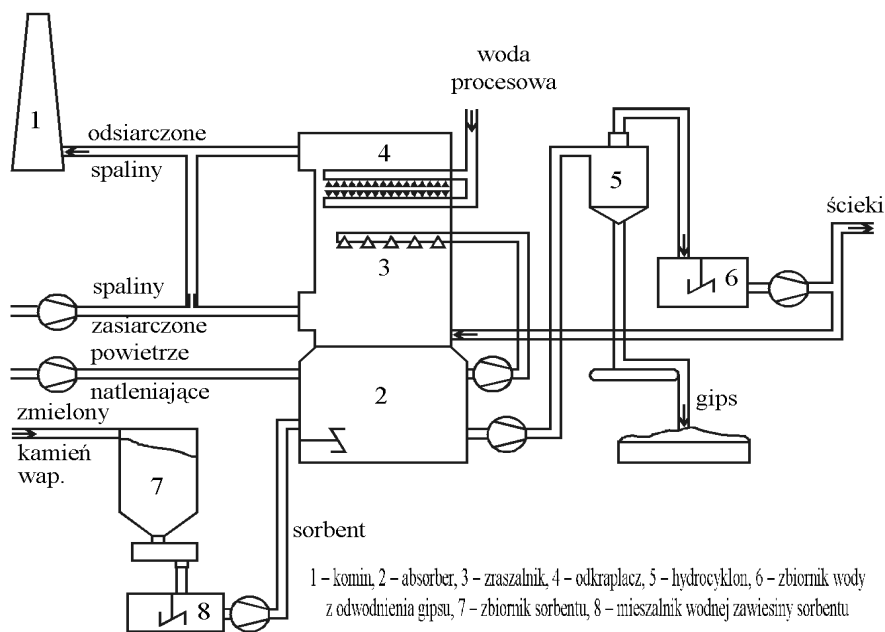 woda
procesowa
1
odsiarczone
spaliny
4
5
ścieki
3
6
spaliny
zasiarczone
powietrze
natleniające
2
gips
zmielony
kamień
wap.
7
sorbent
8
1 – komin, 2 – absorber, 3 – zraszalnik, 4 – odkraplacz, 5 – hydrocyklon, 6 – zbiornik wody
z odwodnienia gipsu, 7 – zbiornik sorbentu, 8 – mieszalnik wodnej zawiesiny sorbentu